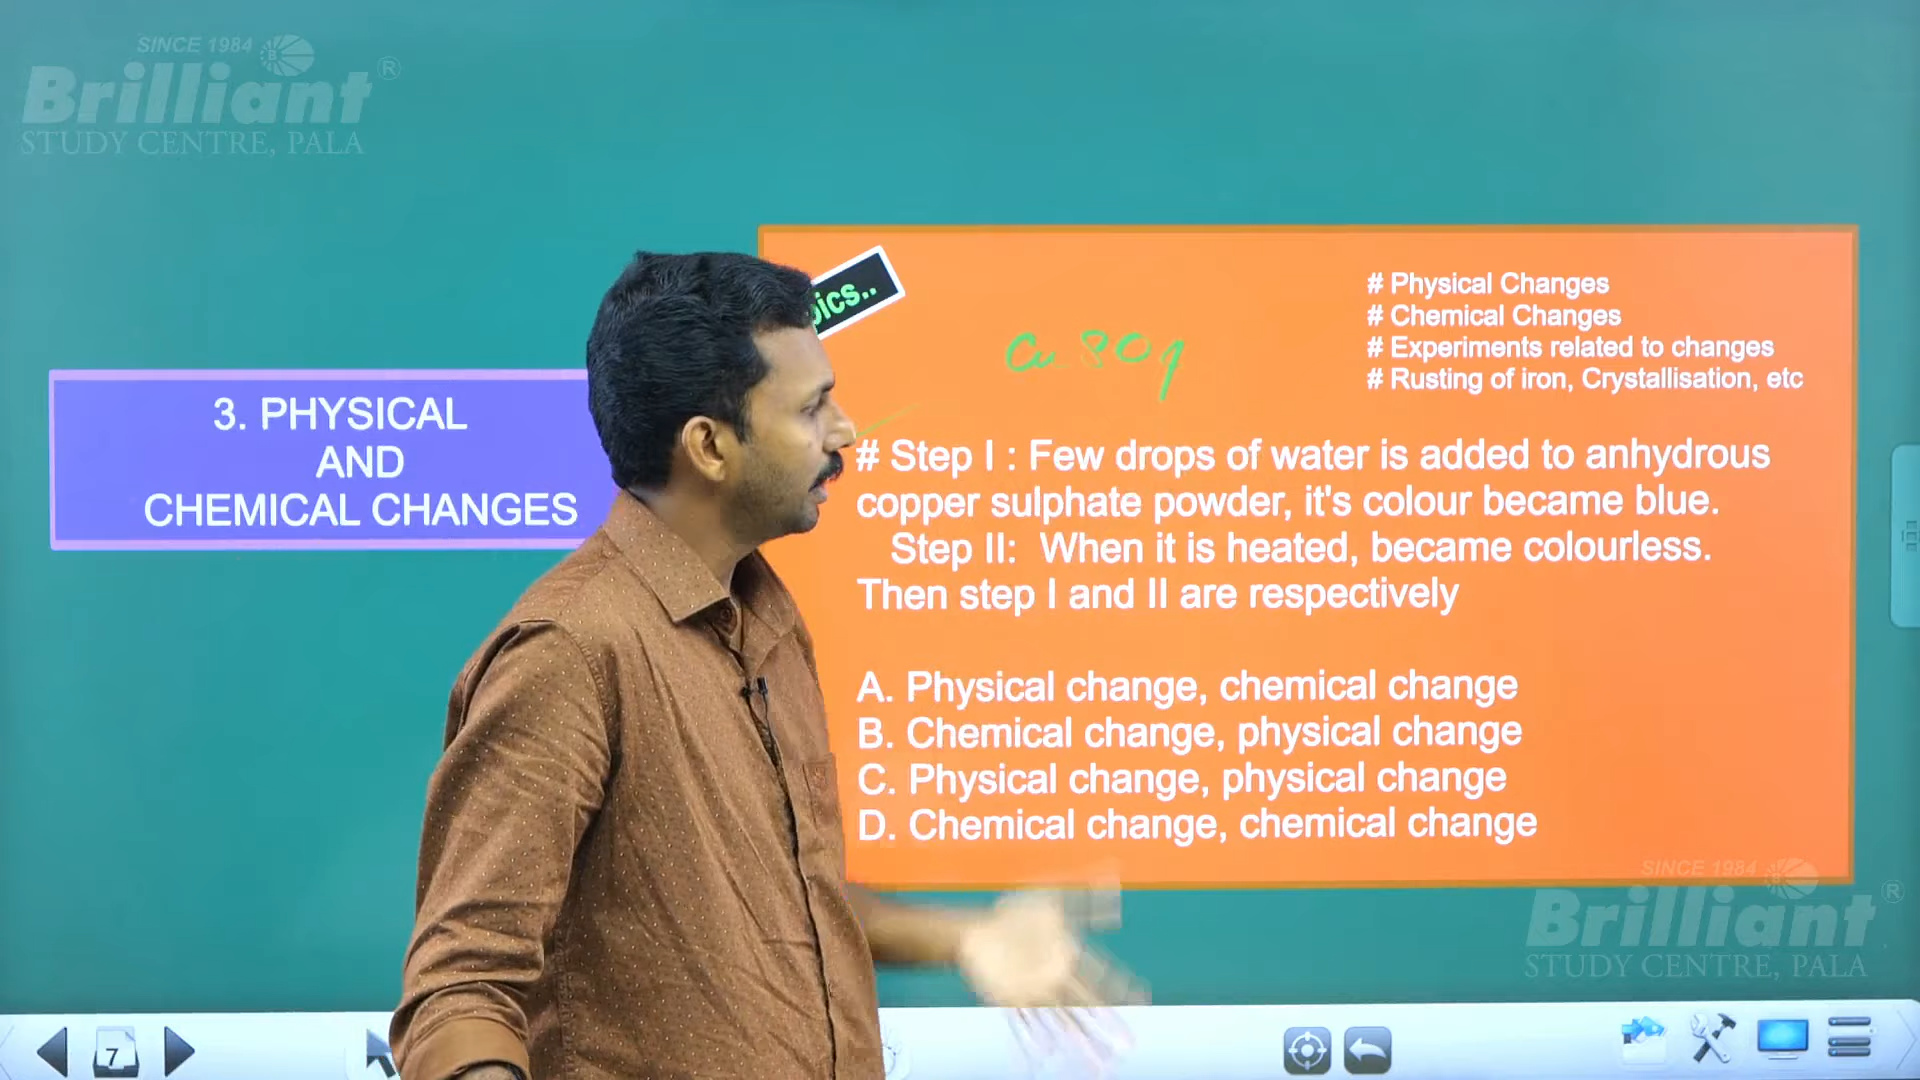 SINCE 1984
Brilliant ®
STUDY CENTRE, PALA
pics..
# Physical Changes
# Chemical Changes
# Experiments related to changes
# Rusting of iron, Crystallisation, etc
CuSO4
3. PHYSICAL
AND
CHEMICAL CHANGES
# Step I : Few drops of water is added to anhydrous
copper sulphate powder, it's colour became blue.
Step II: When it is heated, became colourless.
Then step I and II are respectively
A. Physical change, chemical change
B. Chemical change, physical change
C. Physical change, physical change
D. Chemical change, chemical change
SINCE 1984
Brilliant ®
STUDY CENTRE, PALA
7